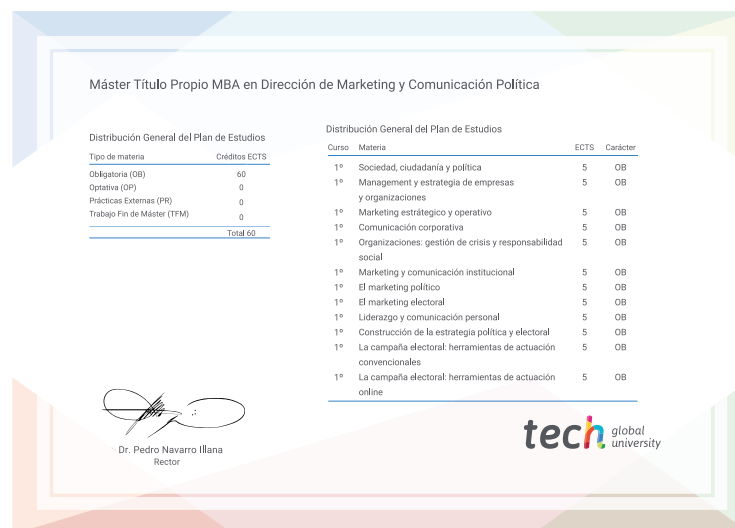 Máster Título Propio MBA en Dirección de Marketing y Comunicación Política
Distribución General del Plan de Estudios
Tipo de materia Créditos ECTS
Obligatoria (OB) 60
Optativa (OP) 0
Prácticas Externas (PR) 0
Trabajo Fin de Máster (TFM) 0
Total 60
Distribución General del Plan de Estudios
Curso Materia ECTS Carácter
1º Sociedad, ciudadanía y política 5 OB
1º Management y estrategia de empresas 5 OB
y organizaciones
1º Marketing estrátegico y operativo 5 OB
1º Comunicación corporativa 5 OB
1º Organizaciones: gestión de crisis y responsabilidad 5 OB
social
1º Marketing y comunicación institucional 5 OB
1º El marketing político 5 OB
1º El marketing electoral 5 OB
1º Liderazgo y comunicación personal 5 OB
1º Construcción de la estrategia política y electoral 5 OB
1º La campaña electoral: herramientas de actuación 5 OB
convencionales
1º La campaña electoral: herramientas de actuación 5 OB
online
Dr. Pedro Navarro Illana
Rector
tech global
university